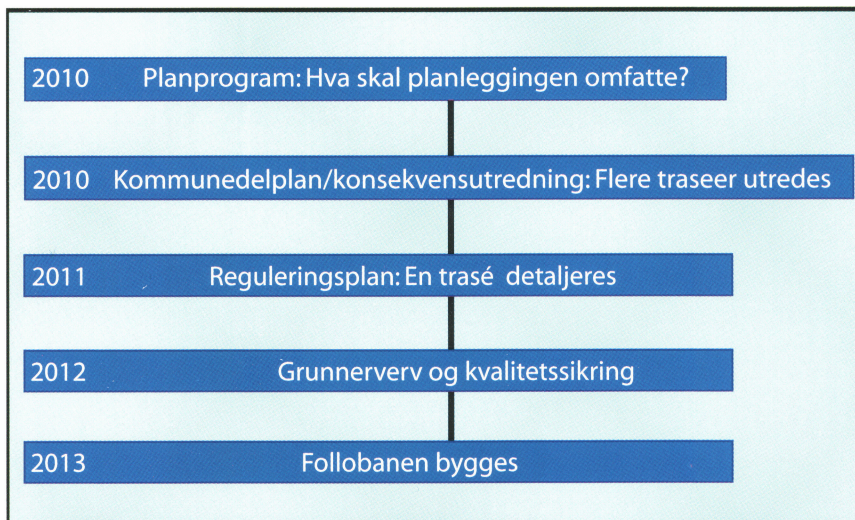 2010 Planprogram: Hva skal planleggingen omfatte?
2010 Kommunedelplan/konsekvensutredning: Flere traseer utredes
2011 Reguleringsplan: En trasé detaljeres
2012 Grunnerverv og kvalitetssikring
2013 Follobanen bygges